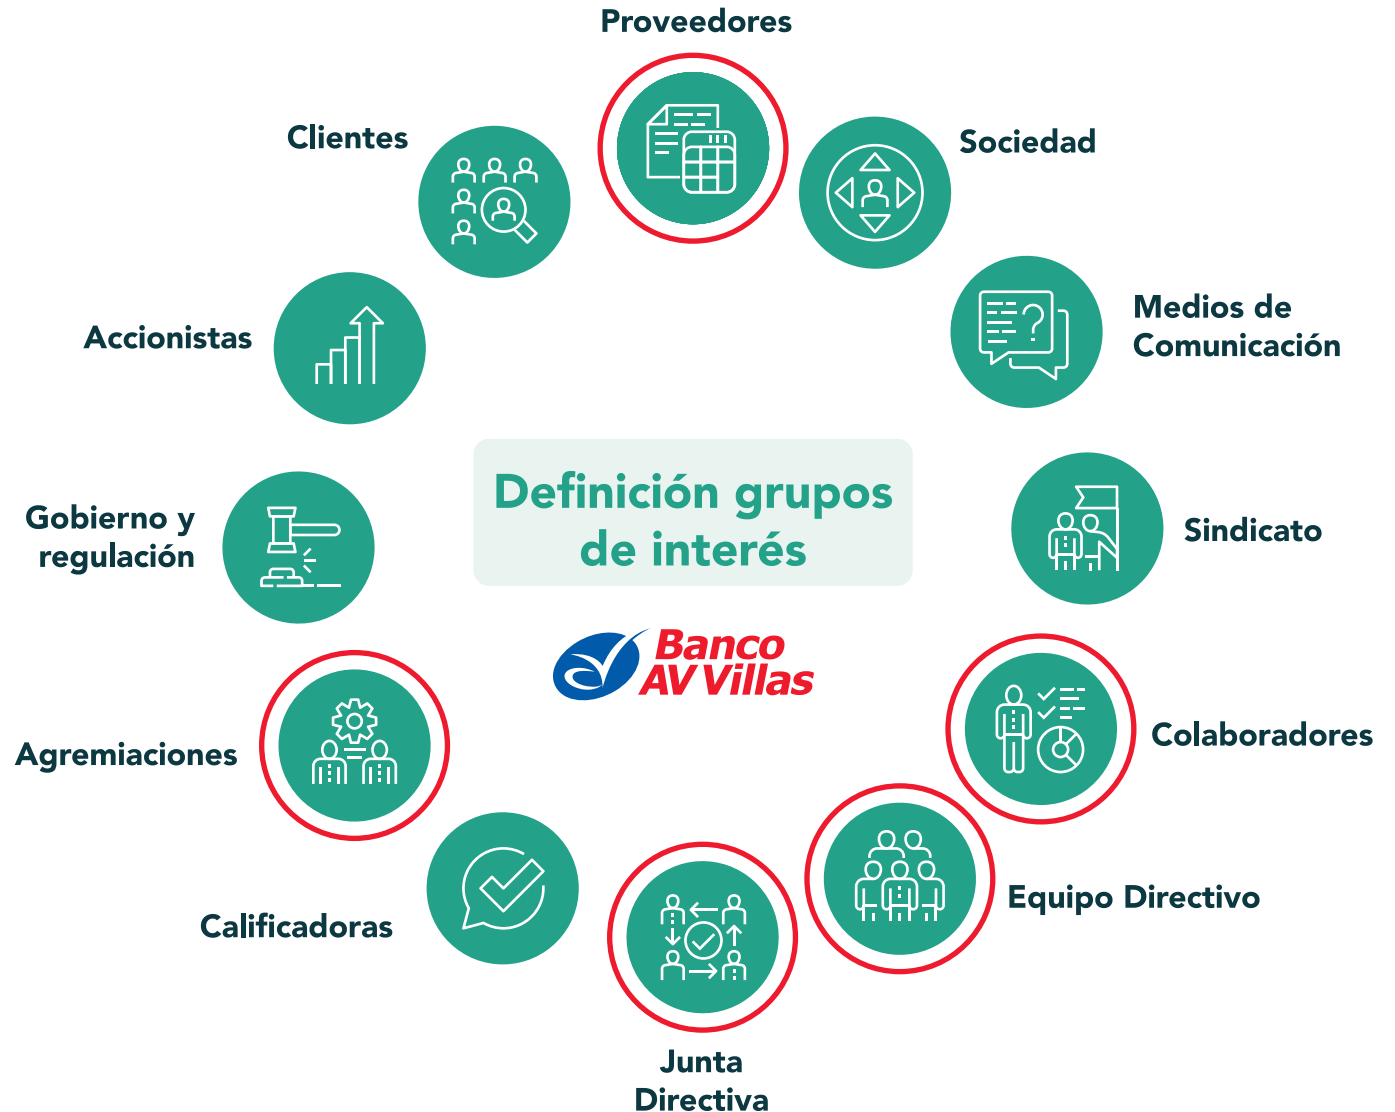 Proveedores
Clientes
Sociedad
Medios de
Comunicación
Accionistas
Definición grupos
de interés
Gobierno y
regulación
Sindicato
Banco
AV Villas
Agremiaciones
Colaboradores
Equipo Directivo
Calificadoras
Junta
Directiva